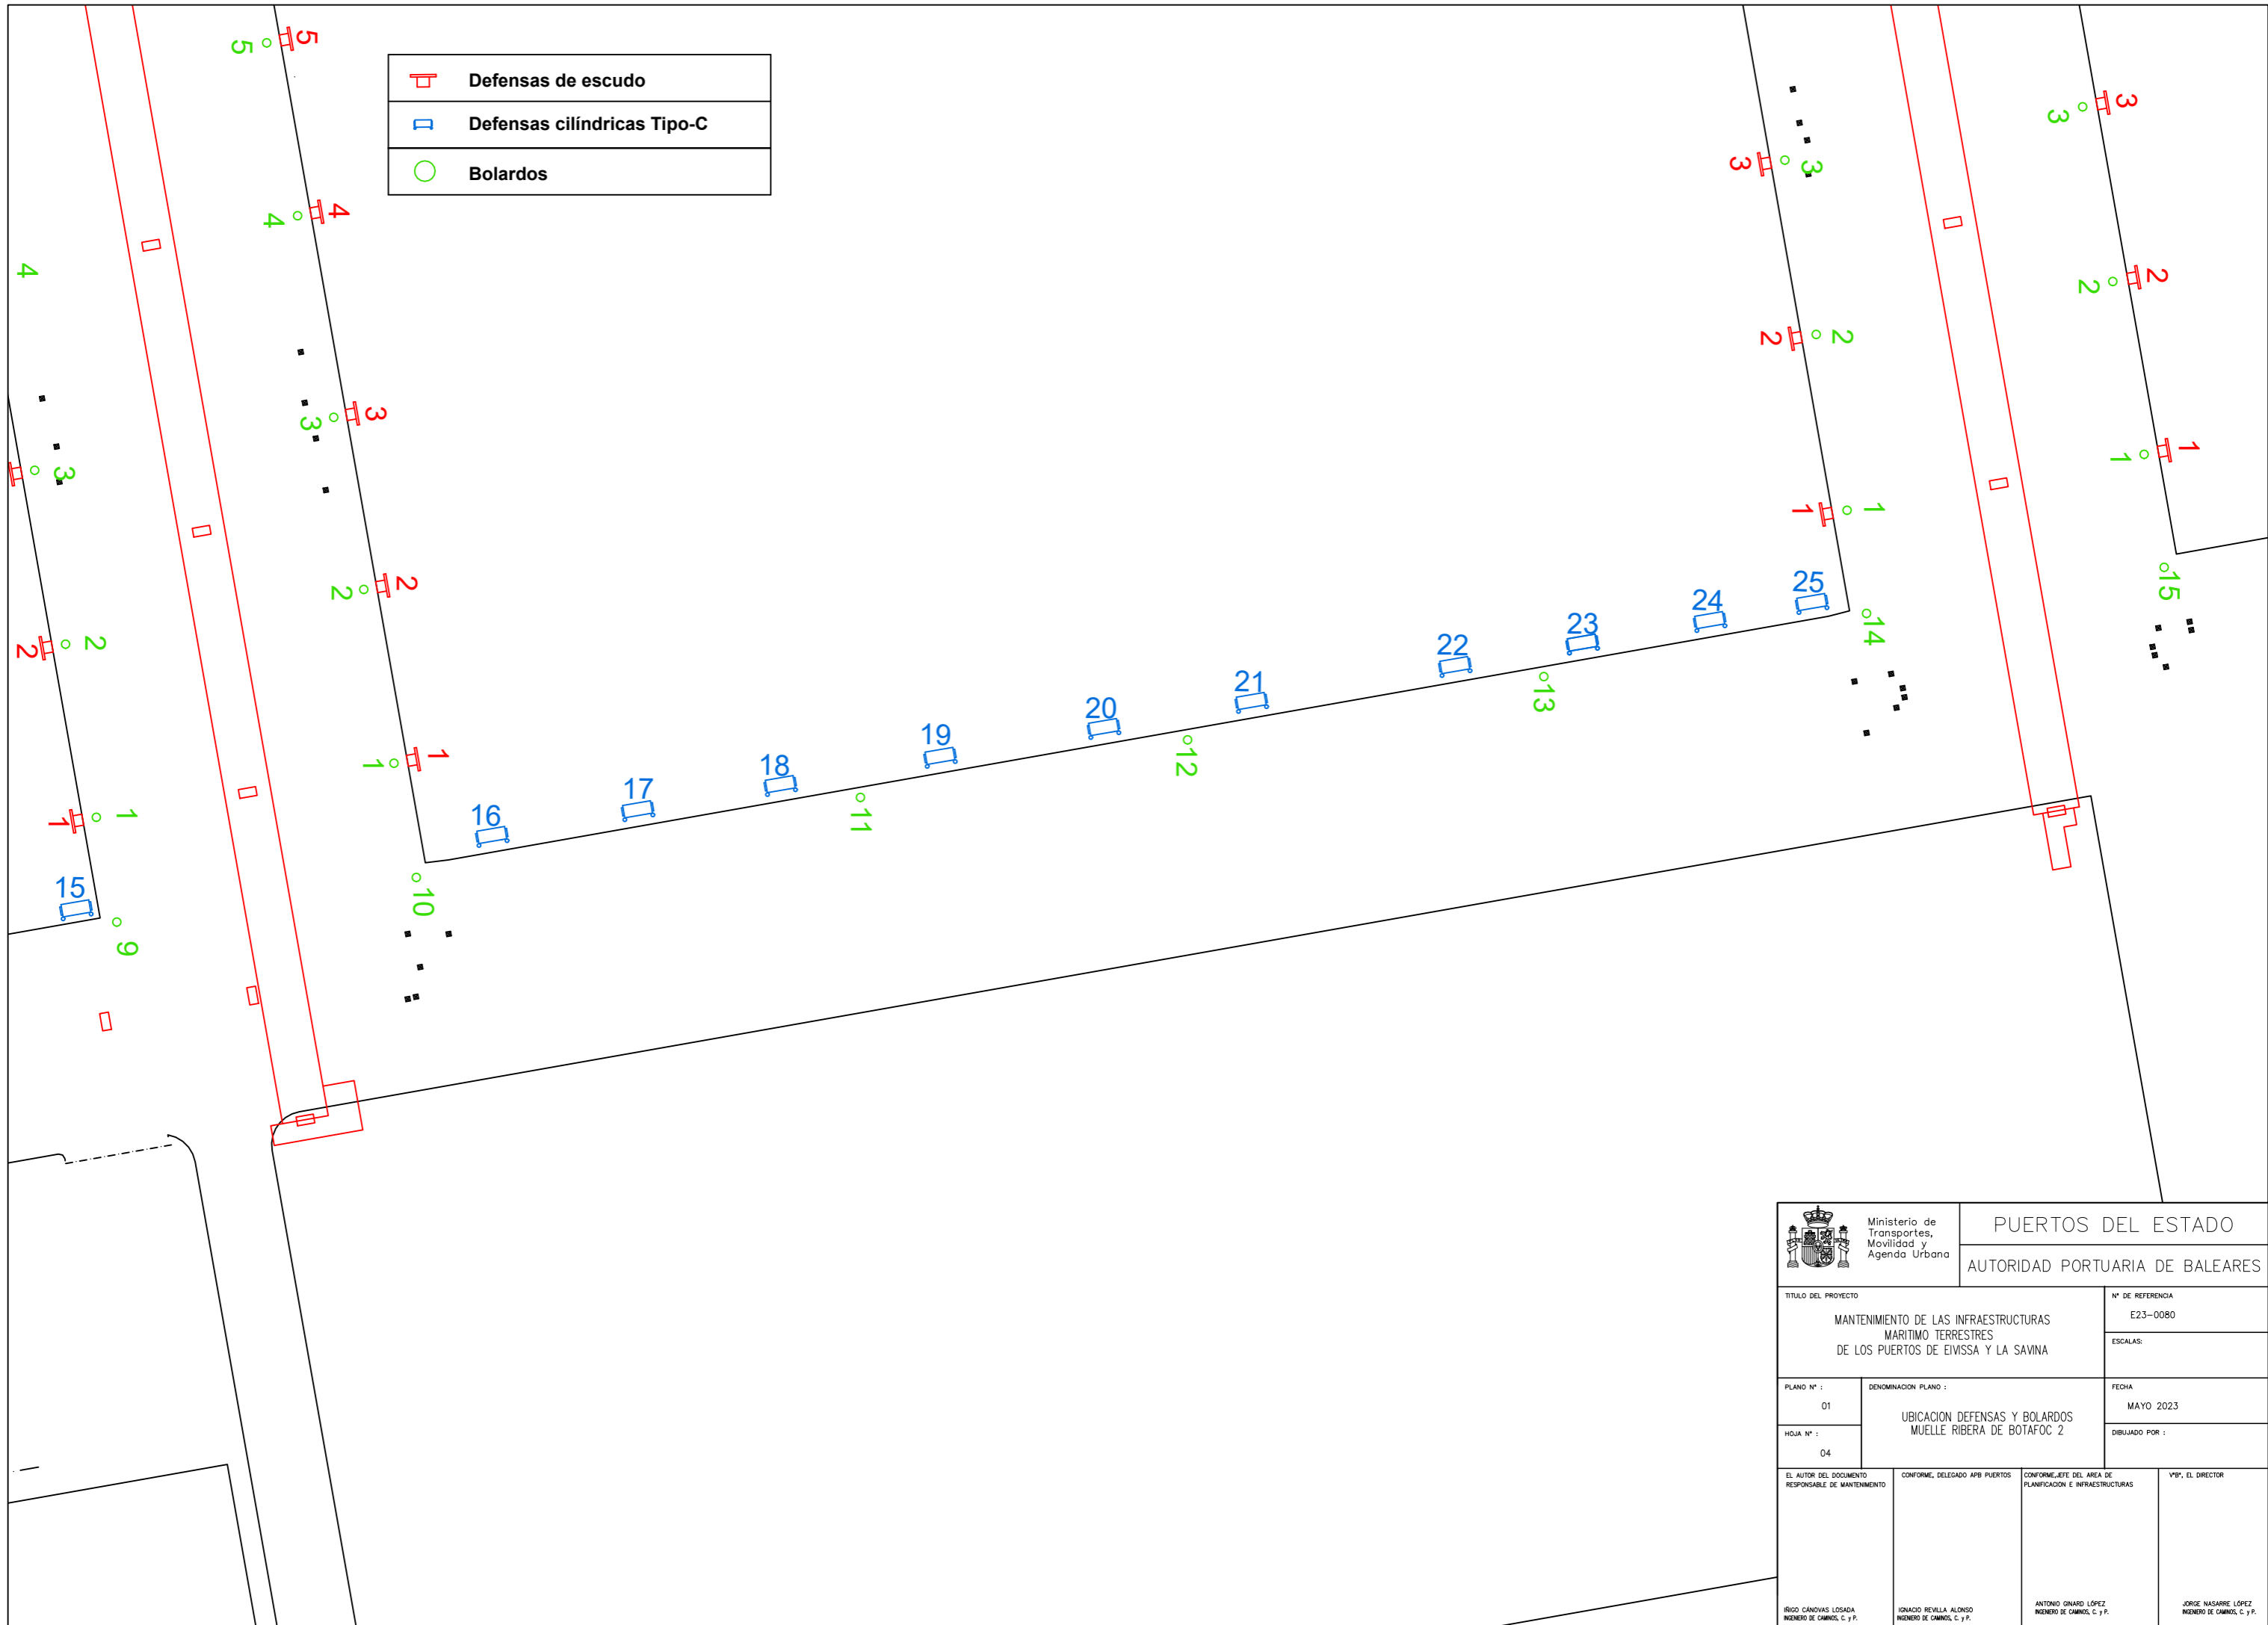 5
5
4
4
4
3
3
3
2
2
2
2
1
1
1
1
15
9
Defensas de escudo
Defensas cilíndricas Tipo-C
Bolardos
3
3
2
2
1
1
3
3
2
2
1
1
16
17
18
19
20
21
22
23
24
25
10
11
12
13
14
15
Ministerio de
Transportes,
Movilidad y
Agenda Urbana
PUERTOS DEL ESTADO
AUTORIDAD PORTUARIA DE BALEARES
TITULO DEL PROYECTO
MANTENIMIENTO DE LAS INFRAESTRUCTURAS
MARITIMO TERRESTRES
DE LOS PUERTOS DE EIVISSA Y LA SAVINA
Nº DE REFERENCIA
E23-0080
ESCALAS:
PLANO Nº :
01
HOJA Nº :
04
DENOMINACION PLANO :
UBICACION DEFENSAS Y BOLARDOS
MUELLE RIBERA DE BOTAFOC 2
FECHA
MAYO 2023
DIBUJADO POR :
EL AUTOR DEL DOCUMENTO
RESPONSABLE DE MANTENIMEINTO
CONFORME, DELEGADO APB PUERTOS
CONFORME,JEFE DEL AREA DE
PLANIFICACION E INFRAESTRUCTURAS
VºBº, EL DIRECTOR
IÑIGO CÁNOVAS LOSADA
INGENIERO DE CAMINOS, C. y P.
IGNACIO REVILLA ALONSO
INGENIERO DE CAMINOS, C. y P.
ANTONIO GINARD LÓPEZ
INGENIERO DE CAMINOS, C. y P.
JORGE NASARRE LÓPEZ
INGENIERO DE CAMINOS, C. y P.